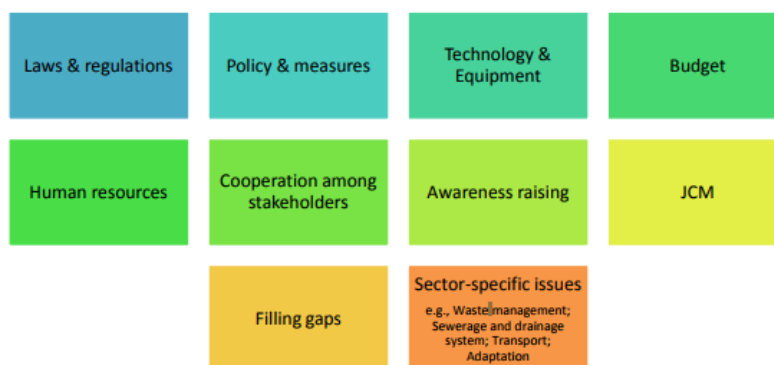 Laws & regulations
Policy & measures
Technology &
Equipment
Budget
Human resources
Cooperation among
stakeholders
Awareness raising
JCM
Filling gaps
Sector-specific issues
e.g., Waste management;
Sewerage and drainage
system; Transport;
Adaptation